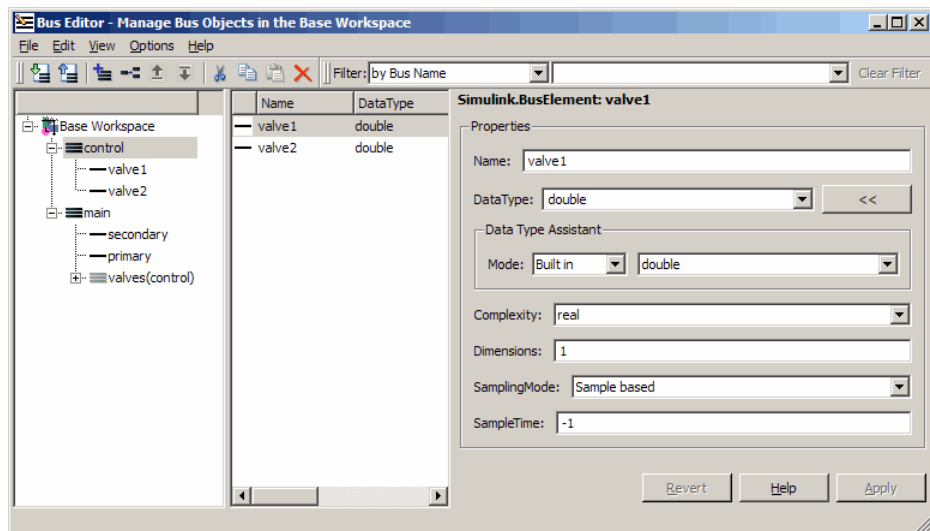 Bus Editor - Manage Bus Objects in the Base Workspace
File Edit View Options Help
Filter: by Bus Name Clear Filter
Base Workspace
control
valve1
valve2
main
secondary
primary
valves(control)
Name DataType
valve1 double
valve2 double
Simulink.BusElement: valve1
Properties
Name: valve1
DataType: double <<
Data Type Assistant
Mode: Built in double
Complexity: real
Dimensions: 1
SamplingMode: Sample based
SampleTime: -1
Revert Help Apply